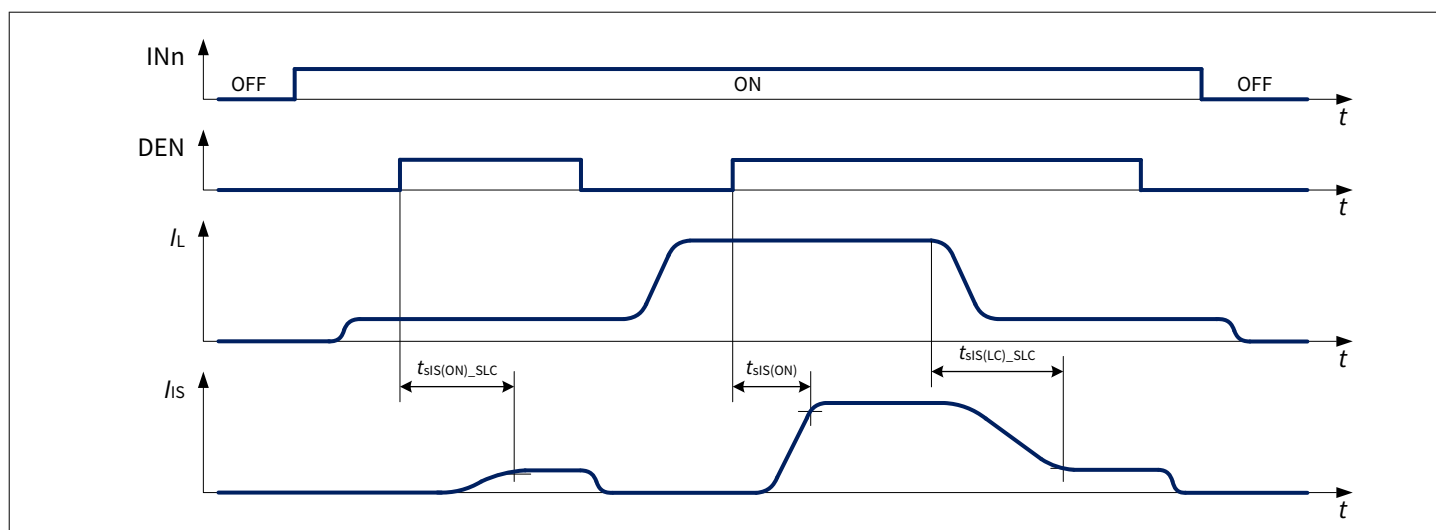 INn
OFF ON OFF
t
DEN
t
IL
t
tsIS(ON)_SLC tsIS(ON) tsIS(LC)_SLC
IIS
t